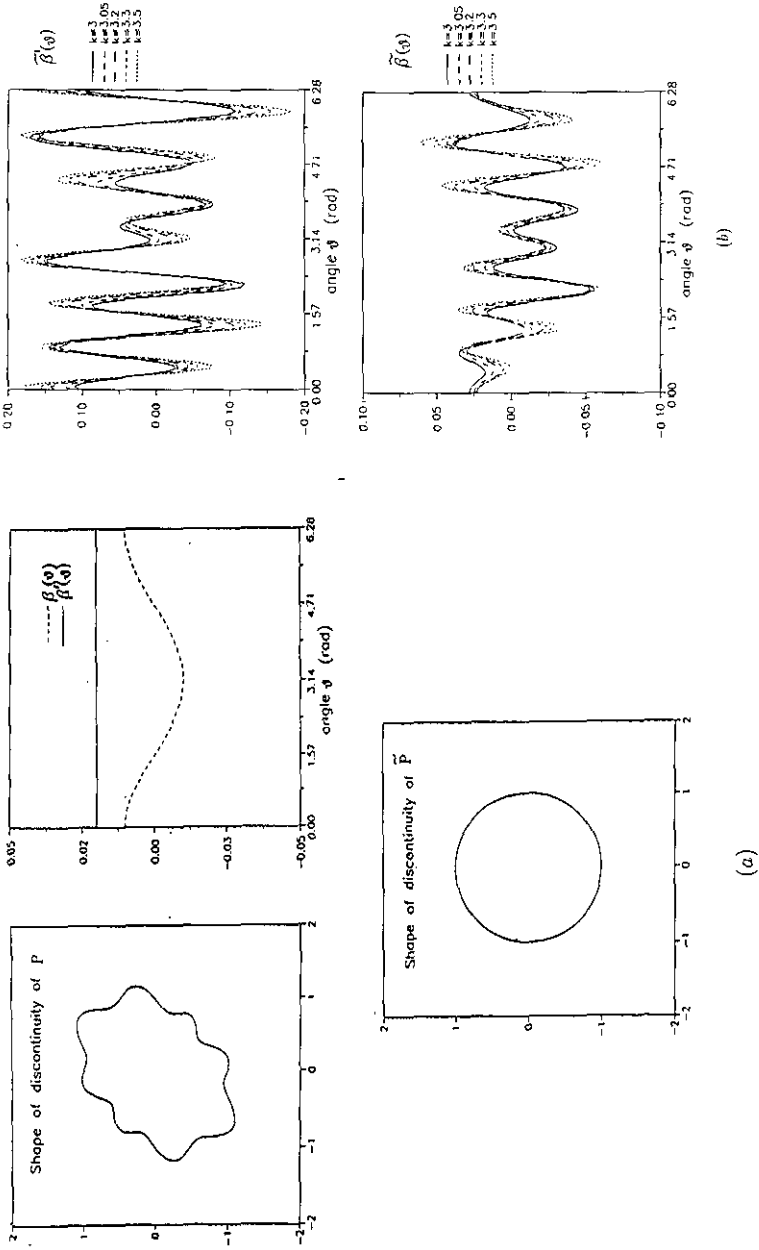 Shape of discontinuity of P
2
1
0
-1
-2
-2
-1
0
1
2
0.05
0.02
0.00
-0.03
-0.05
0.00
1.57
3.14
4.71
6.28
angle ϑ (rad)
β(ϑ)
β'(ϑ)
Shape of discontinuity of P̃
2
1
0
-1
-2
-2
-1
0
1
2
(a)
0.20
0.10
0.00
-0.10
-0.20
0.00
1.57
3.14
4.71
6.28
angle ϑ (rad)
β̃'(ϑ)
k=3
k=3.05
k=3.2
k=3.3
k=3.5
0.10
0.05
0.00
-0.05
-0.10
0.00
1.57
3.14
4.71
6.28
angle ϑ (rad)
β̃(ϑ)
k=3
k=3.05
k=3.2
k=3.3
k=3.5
(b)